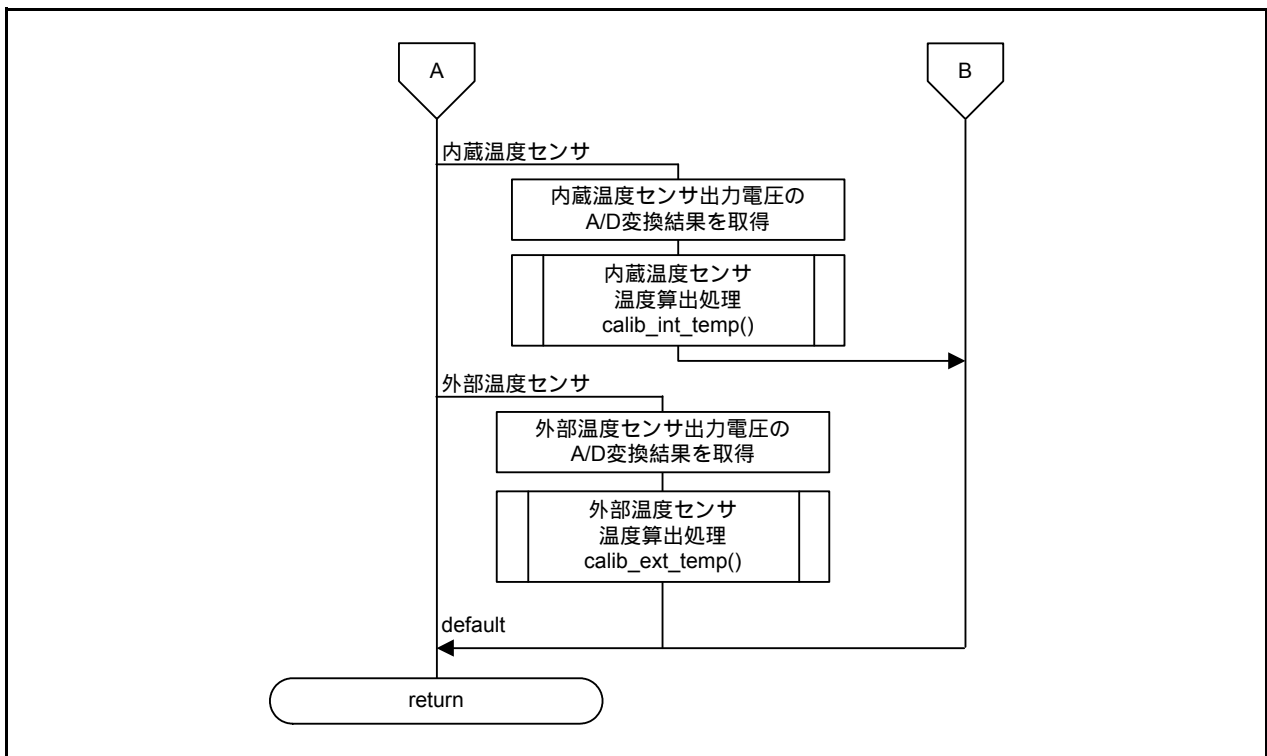 A
B
内蔵温度センサ
内蔵温度センサ出力電圧の
A/D変換結果を取得
内蔵温度センサ
温度算出処理
calib_int_temp()
外部温度センサ
外部温度センサ出力電圧の
A/D変換結果を取得
外部温度センサ
温度算出処理
calib_ext_temp()
default
return